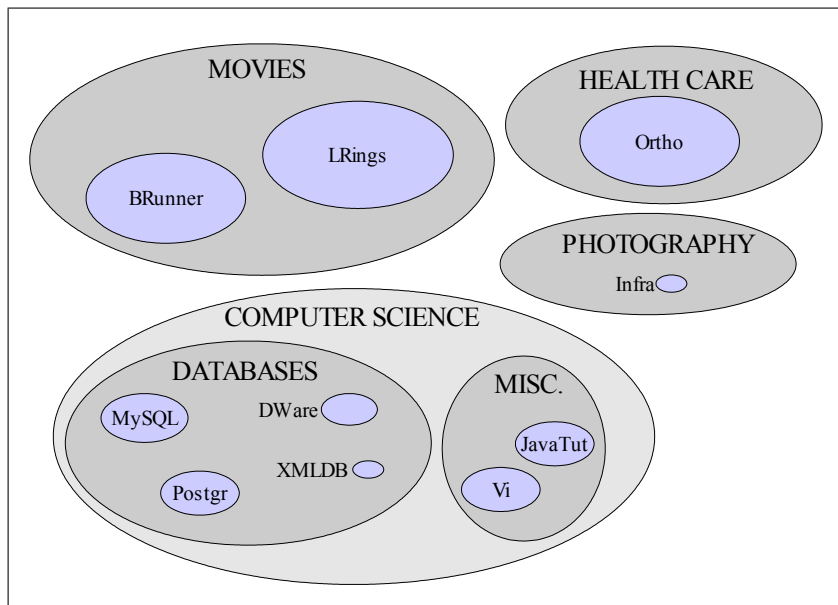 MOVIES
LRings
BRunner
HEALTH CARE
Ortho
PHOTOGRAPHY
Infra
COMPUTER SCIENCE
DATABASES
MySQL
DWare
XMLDB
Postgr
MISC.
JavaTut
Vi